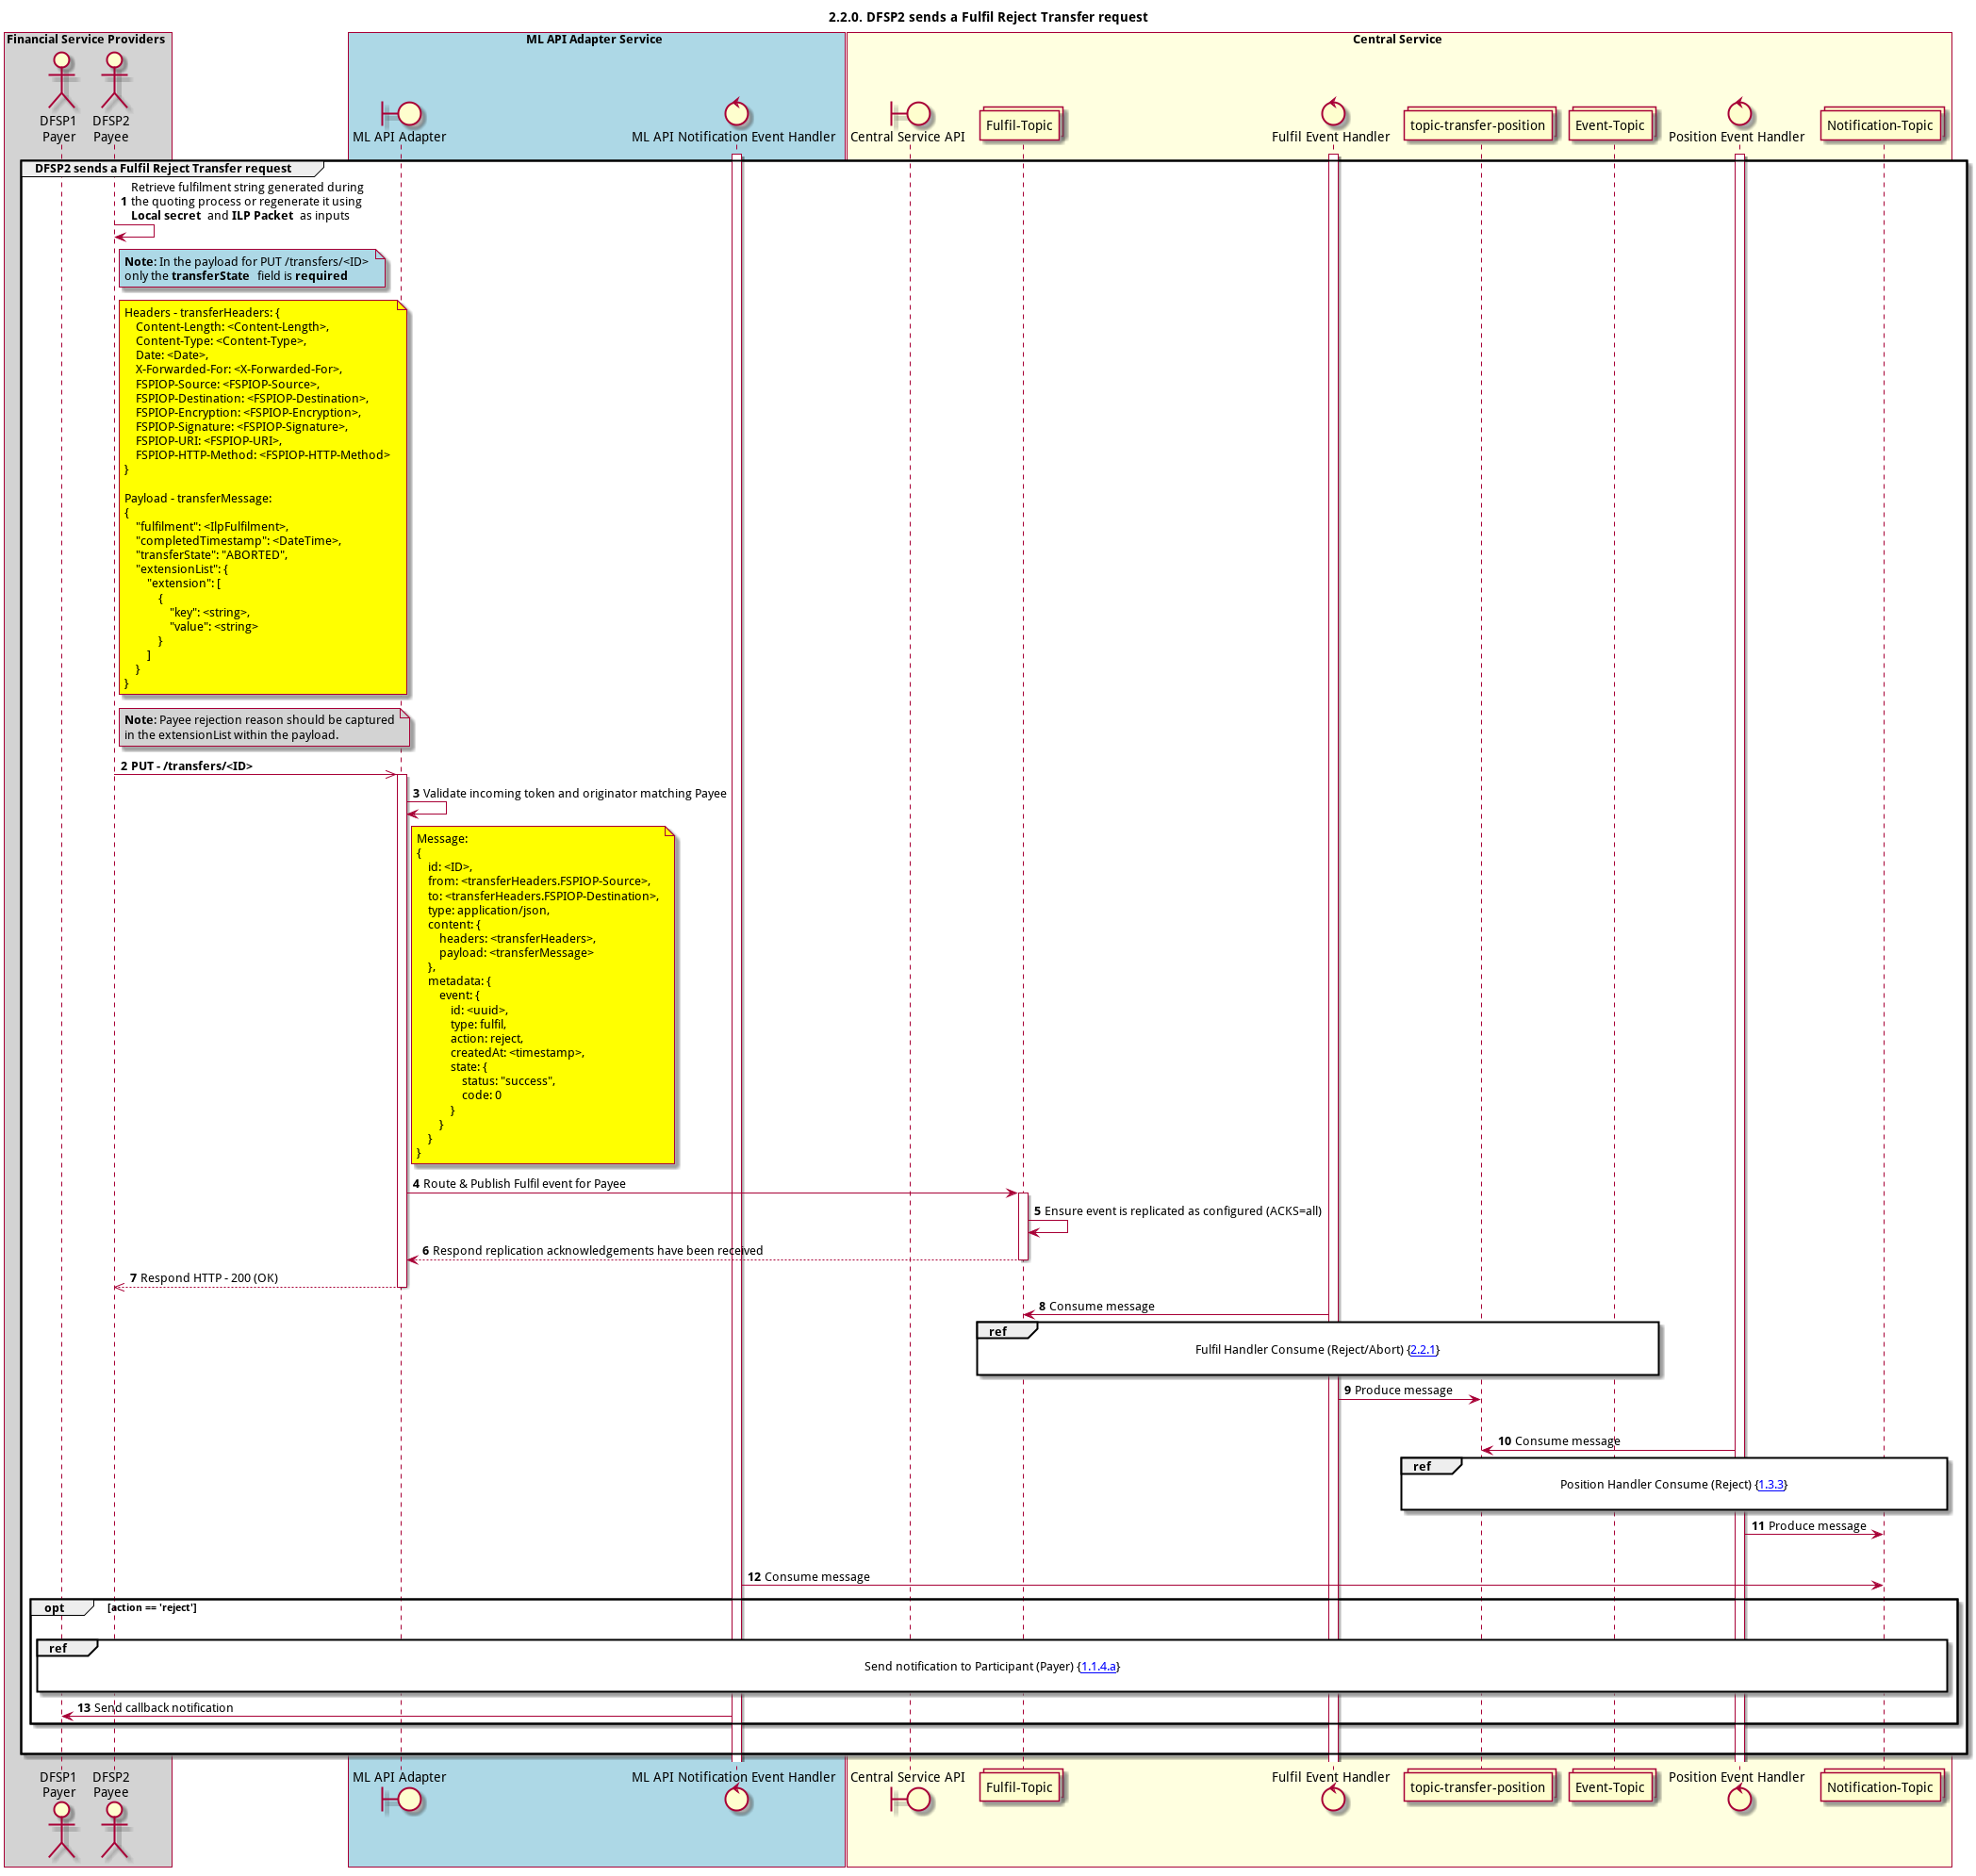 2.2.0. DFSP2 sends a Fulfil Reject Transfer request
Financial Service Providers
ML API Adapter Service
Central Service
DFSP1
Payer
DFSP2
Payee
ML API Adapter
ML API Notification Event Handler
Central Service API
Fulfil-Topic
Fulfil Event Handler
topic-transfer-position
Event-Topic
Position Event Handler
Notification-Topic
DFSP2 sends a Fulfil Reject Transfer request
Retrieve fulfilment string generated during
1 the quoting process or regenerate it using
Local secret and ILP Packet as inputs
Note: In the payload for PUT /transfers/<ID>
only the transferState field is required
Headers - transferHeaders: {
Content-Length: <Content-Length>,
Content-Type: <Content-Type>,
Date: <Date>,
X-Forwarded-For: <X-Forwarded-For>,
FSPIOP-Source: <FSPIOP-Source>,
FSPIOP-Destination: <FSPIOP-Destination>,
FSPIOP-Encryption: <FSPIOP-Encryption>,
FSPIOP-Signature: <FSPIOP-Signature>,
FSPIOP-URI: <FSPIOP-URI>,
FSPIOP-HTTP-Method: <FSPIOP-HTTP-Method>
}
Payload - transferMessage:
{
"fulfilment": <IlpFulfilment>,
"completedTimestamp": <DateTime>,
"transferState": "ABORTED",
"extensionList": {
"extension": [
{
"key": <string>,
"value": <string>
}
]
}
}
Note: Payee rejection reason should be captured
in the extensionList within the payload.
2 PUT - /transfers/<ID>
3 Validate incoming token and originator matching Payee
Message:
{
id: <ID>,
from: <transferHeaders.FSPIOP-Source>,
to: <transferHeaders.FSPIOP-Destination>,
type: application/json,
content: {
headers: <transferHeaders>,
payload: <transferMessage>
},
metadata: {
event: {
id: <uuid>,
type: fulfil,
action: reject,
createdAt: <timestamp>,
state: {
status: "success",
code: 0
}
}
}
}
4 Route & Publish Fulfil event for Payee
5 Ensure event is replicated as configured (ACKS=all)
6 Respond replication acknowledgements have been received
7 Respond HTTP - 200 (OK)
8 Consume message
ref
Fulfil Handler Consume (Reject/Abort) {2.2.1}
9 Produce message
10 Consume message
ref
Position Handler Consume (Reject) {1.3.3}
11 Produce message
12 Consume message
opt [action == 'reject']
ref
Send notification to Participant (Payer) {1.1.4.a}
13 Send callback notification
DFSP1
Payer
DFSP2
Payee
ML API Adapter
ML API Notification Event Handler
Central Service API
Fulfil-Topic
Fulfil Event Handler
topic-transfer-position
Event-Topic
Position Event Handler
Notification-Topic